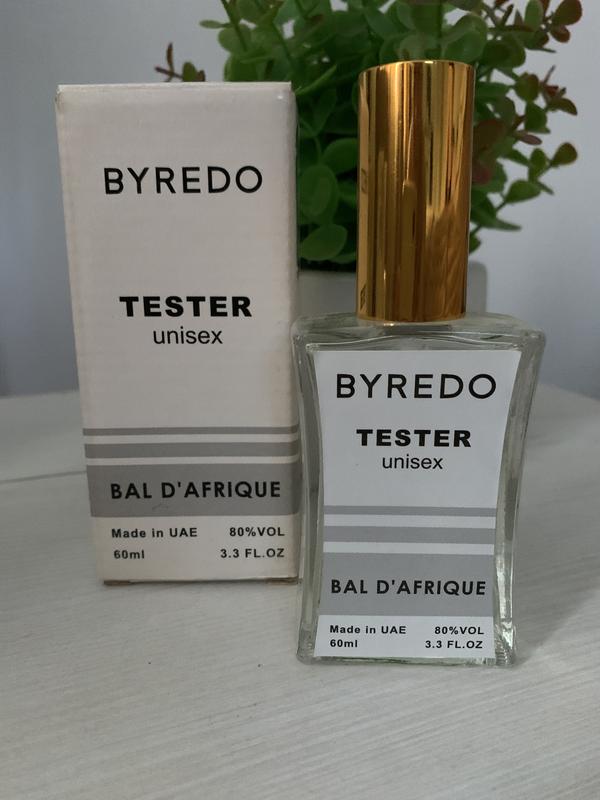 BYREDO
TESTER
unisex
BAL D'AFRIQUE
Made in UAE 80%VOL
60ml 3.3 FL.OZ
BYREDO
TESTER
unisex
BAL D'AFRIQUE
Made in UAE 80%VOL
60ml 3.3 FL.OZ